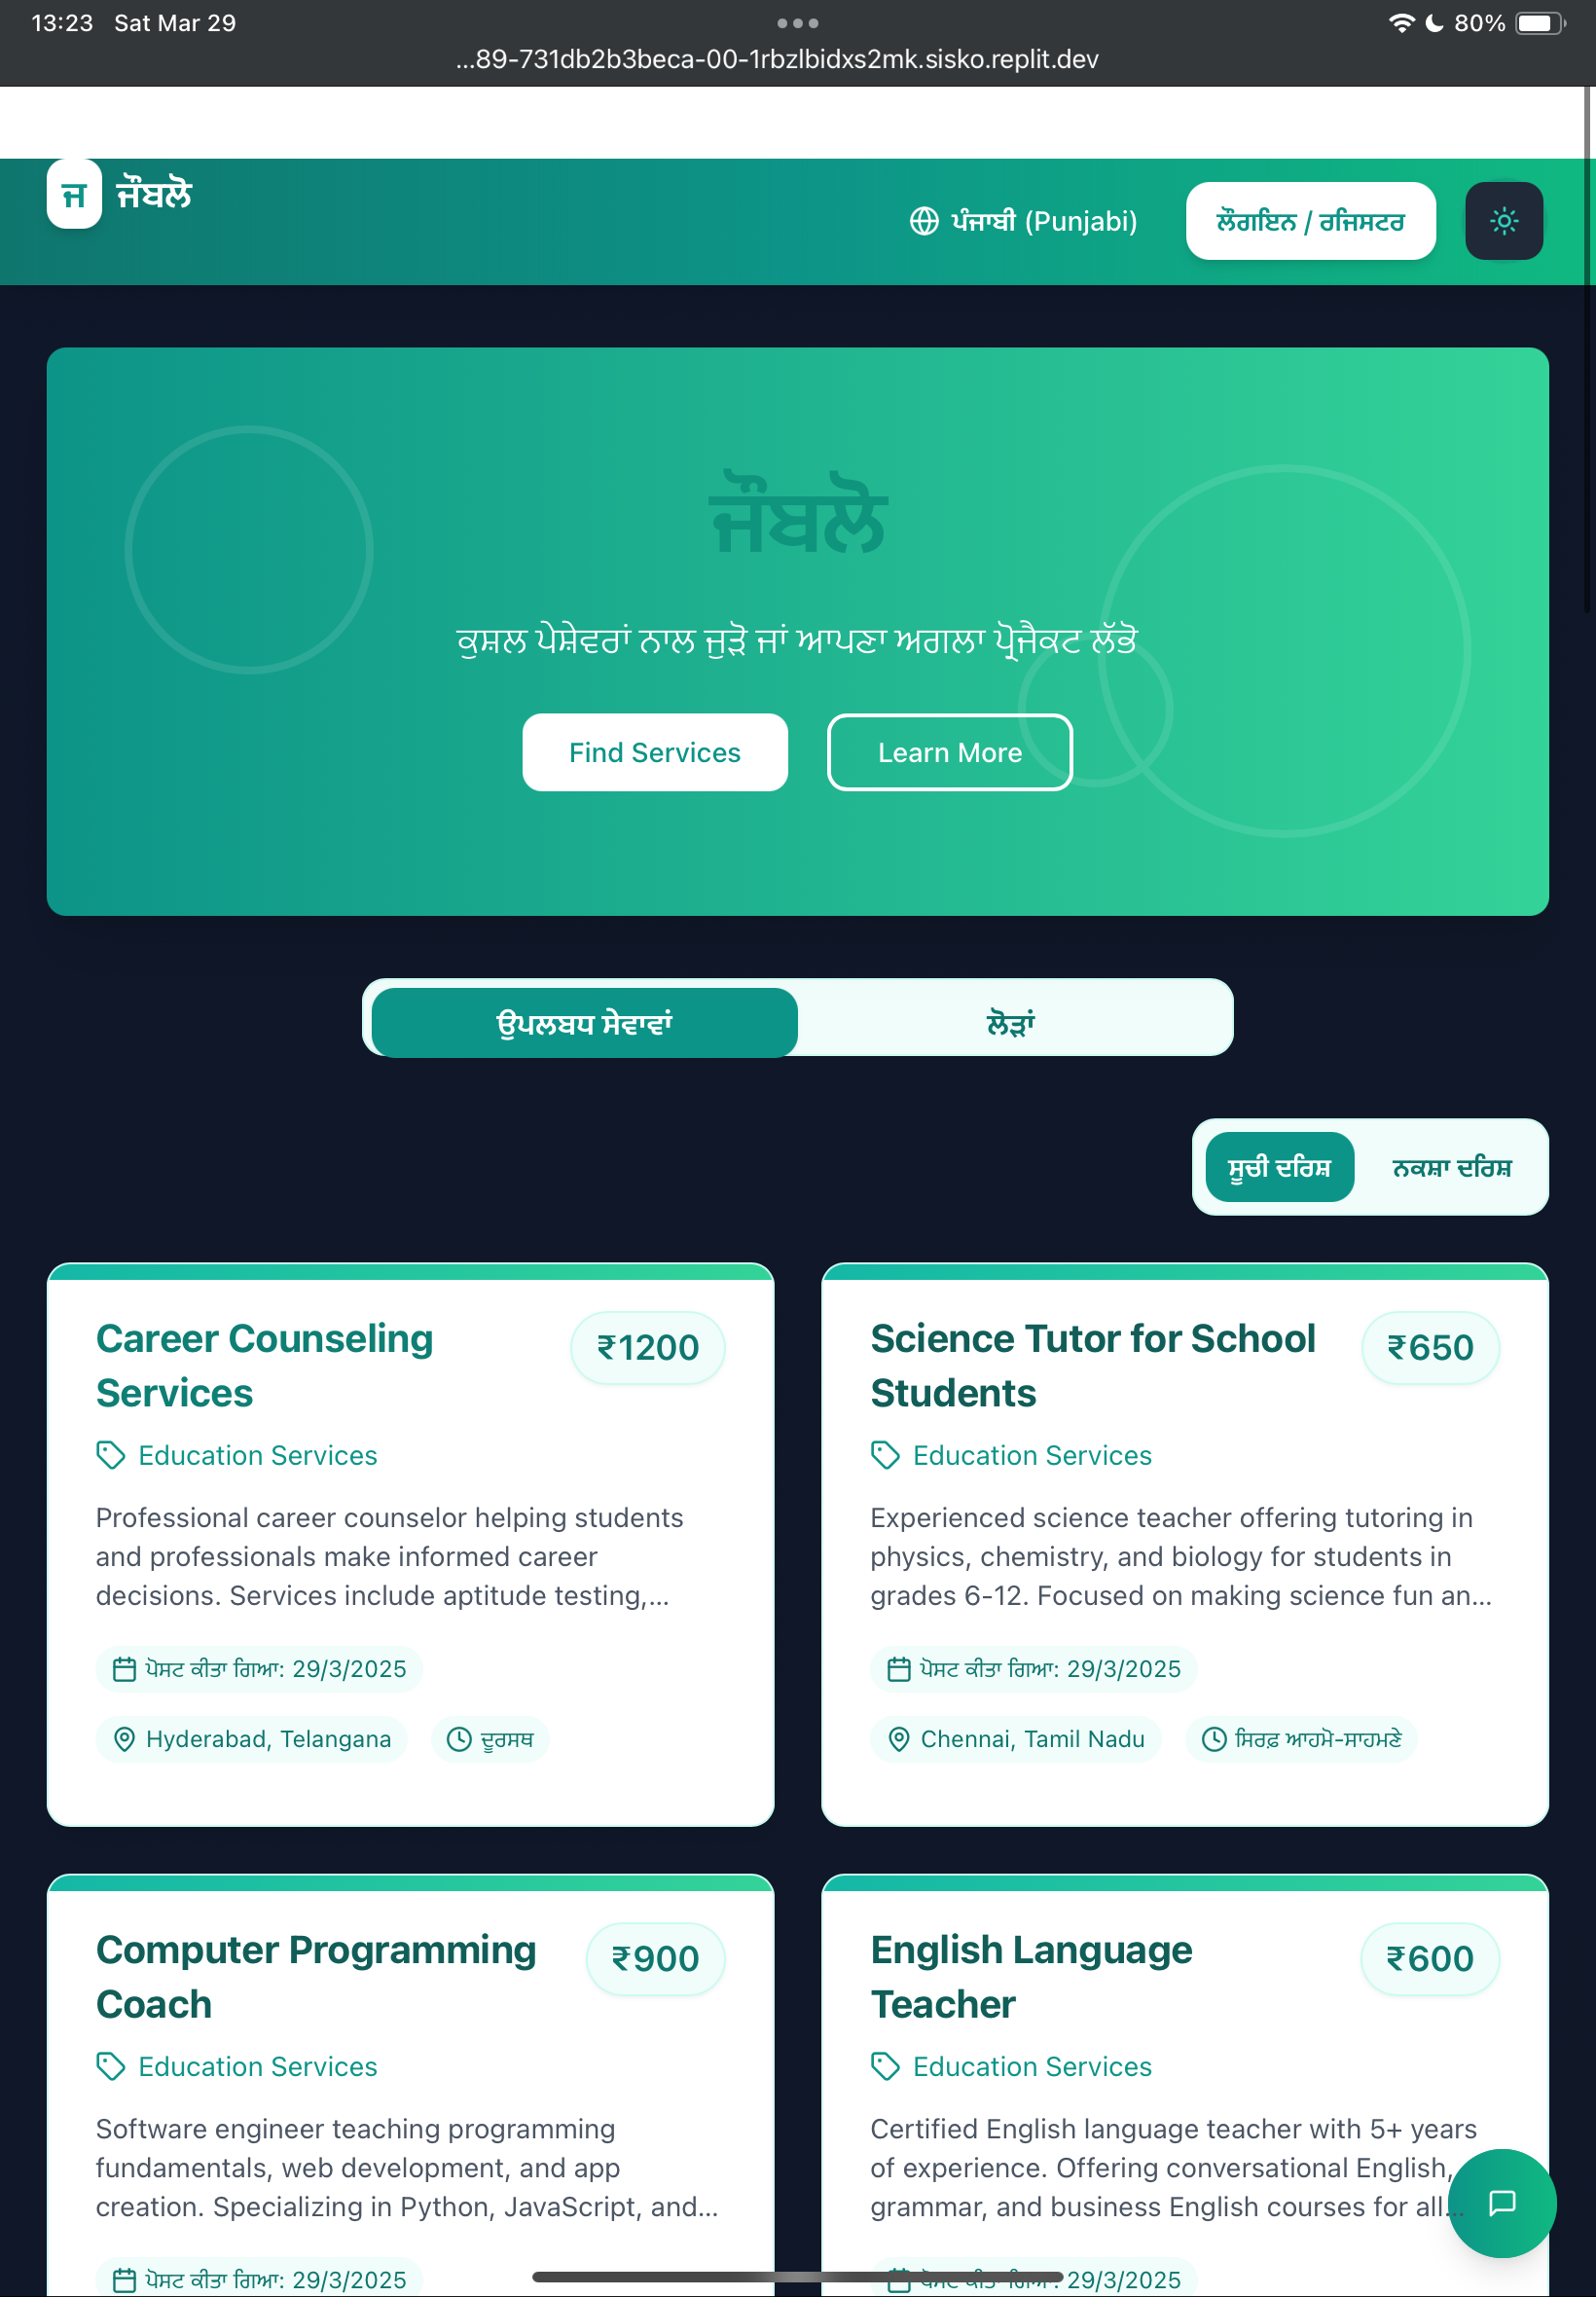 13:23 Sat Mar 29
80%
...89-731db2b3beca-00-1rbzlbidxs2mk.sisko.replit.dev
ਜ ਜੌਬਲੋ
ਪੰਜਾਬੀ (Punjabi)
ਲੌਗਇਨ / ਰਜਿਸਟਰ
ਜੌਬਲੋ
ਕੁਸ਼ਲ ਪੇਸ਼ੇਵਰਾਂ ਨਾਲ ਜੁੜੋ ਜਾਂ ਆਪਣਾ ਅਗਲਾ ਪ੍ਰੋਜੈਕਟ ਲੱਭੋ
Find Services
Learn More
ਉਪਲਬਧ ਸੇਵਾਵਾਂ
ਲੋੜਾਂ
ਸੂਚੀ ਦਰਿਸ਼
ਨਕਸ਼ਾ ਦਰਿਸ਼
Career Counseling
Services
₹1200
Education Services
Professional career counselor helping students
and professionals make informed career
decisions. Services include aptitude testing,...
ਪੋਸਟ ਕੀਤਾ ਗਿਆ: 29/3/2025
Hyderabad, Telangana
ਦੂਰਸਥ
Science Tutor for School
Students
₹650
Education Services
Experienced science teacher offering tutoring in
physics, chemistry, and biology for students in
grades 6-12. Focused on making science fun an...
ਪੋਸਟ ਕੀਤਾ ਗਿਆ: 29/3/2025
Chennai, Tamil Nadu
ਸਿਰਫ਼ ਆਹਮੋ-ਸਾਹਮਣੇ
Computer Programming
Coach
₹900
Education Services
Software engineer teaching programming
fundamentals, web development, and app
creation. Specializing in Python, JavaScript, and...
ਪੋਸਟ ਕੀਤਾ ਗਿਆ: 29/3/2025
English Language
Teacher
₹600
Education Services
Certified English language teacher with 5+ years
of experience. Offering conversational English,
grammar, and business English courses for all...
ਪੋਸਟ ਕੀਤਾ ਗਿਆ: 29/3/2025